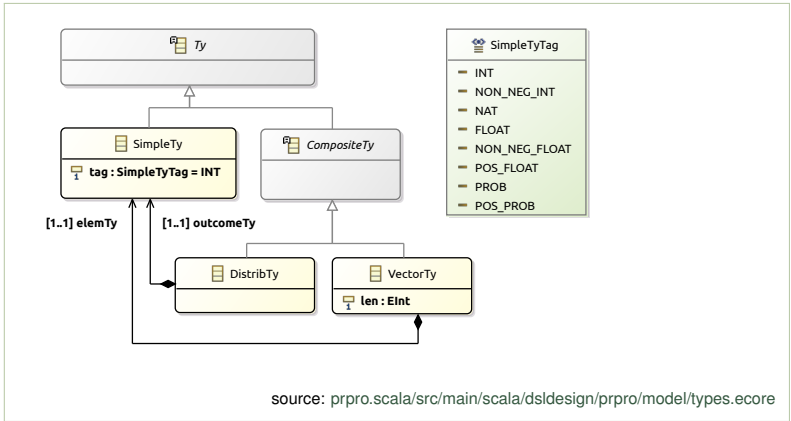 Ty
SimpleTy
tag : SimpleTyTag = INT
CompositeTy
[1..1] elemTy
[1..1] outcomeTy
DistribTy
VectorTy
len : EInt
SimpleTyTag
INT
NON_NEG_INT
NAT
FLOAT
NON_NEG_FLOAT
POS_FLOAT
PROB
POS_PROB
source: prpro.scala/src/main/scala/dsldesign/prpro/model/types.ecore